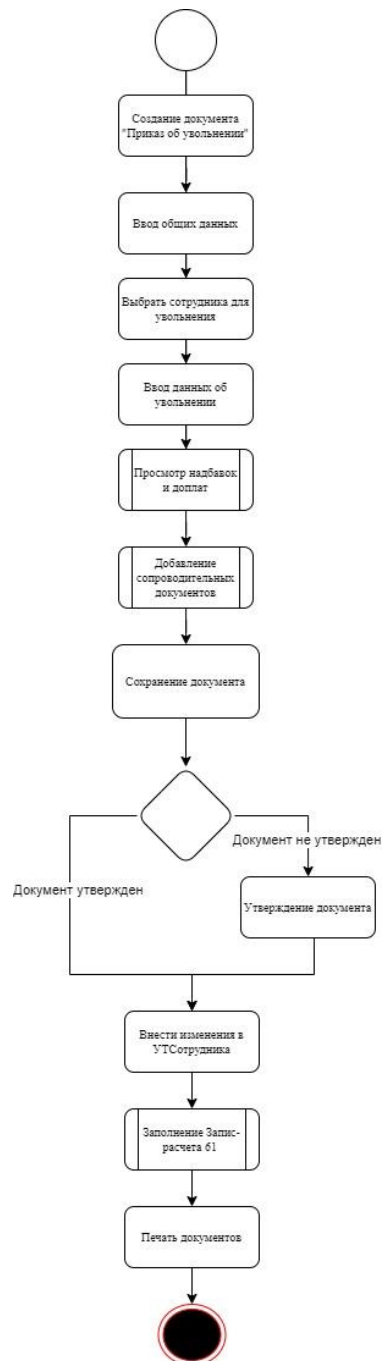 Создание документа
"Приказ об увольнении"
Ввод общих данных
Выбрать сотрудника для
увольнения
Ввод данных об
увольнении
Просмотр надбавок
и доплат
Добавление
сопроводительных
документов
Сохранение документа
Документ не утвержден
Документ утвержден
Утверждение документа
Внести изменения в
УТСотрудника
Заполнение Запис-
расчета 61
Печать документов